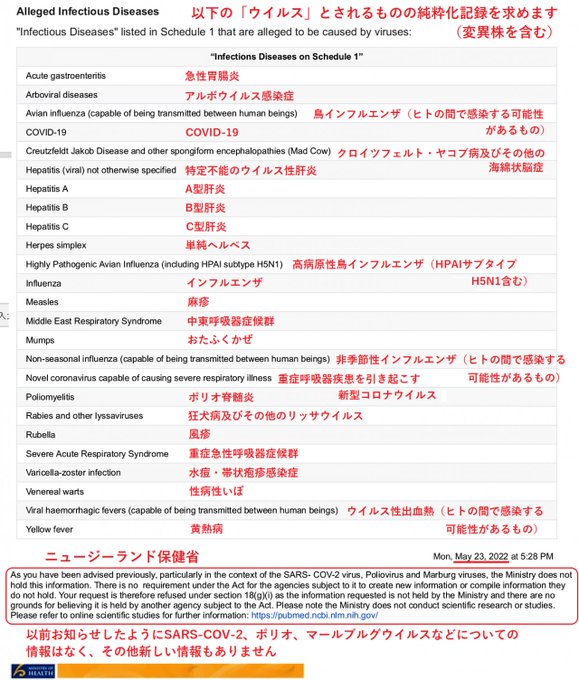 Alleged Infectious Diseases 以下の「ウイルス」とされるものの純粋化記録を求めます
"Infectious Diseases" listed in Schedule 1 that are alleged to be caused by viruses: （変異株を含む）
"Infections Diseases on Schedule 1"
Acute gastroenteritis 急性胃腸炎
Arboviral diseases アルボウイルス感染症
Avian influenza (capable of being transmitted between human beings) 鳥インフルエンザ（ヒトの間で感染する可能性
COVID-19 COVID-19 があるもの）
Creutzfeldt Jakob Disease and other spongiform encephalopathies (Mad Cow) クロイツフェルト・ヤコブ病及びその他の
Hepatitis (viral) not otherwise specified 特定不能のウイルス性肝炎 海綿状脳症
Hepatitis A A型肝炎
Hepatitis B B型肝炎
Hepatitis C C型肝炎
Herpes simplex 単純ヘルペス
Highly Pathogenic Avian Influenza (including HPAI subtype H5N1) 高病原性鳥インフルエンザ（HPAIサブタイプ
Influenza インフルエンザ H5N1含む）
Measles 麻疹
Middle East Respiratory Syndrome 中東呼吸器症候群
Mumps おたふくかぜ
Non-seasonal influenza (capable of being transmitted between human beings) 非季節性インフルエンザ（ヒトの間で感染する
Novel coronavirus capable of causing severe respiratory illness 重症呼吸器疾患を引き起こす 可能性があるもの）
Poliomyelitis ポリオ脊髄炎 新型コロナウイルス
Rabies and other lyssaviruses 狂犬病及びその他のリッサウイルス
Rubella 風疹
Severe Acute Respiratory Syndrome 重症急性呼吸器症候群
Varicella-zoster infection 水痘・帯状疱疹感染症
Venereal warts 性病性いぼ
Viral haemorrhagic fevers (capable of being transmitted between human beings) ウイルス性出血熱（ヒトの間で感染する
Yellow fever 黄熱病 可能性があるもの）
ニュージーランド保健省 Mon, May 23, 2022 at 5:28 PM
As you have been advised previously, particularly in the context of the SARS- COV-2 virus, Poliovirus and Marburg viruses, the Ministry does not
hold this information. There is no requirement under the Act for the agencies subject to it to create new information or compile information they
do not hold. Your request is therefore refused under section 18(g)(i) as the information requested is not held by the Ministry and there are no
grounds for believing it is held by another agency subject to the Act. Please note the Ministry does not conduct scientific research or studies.
Please refer to online scientific studies for further information: https://pubmed.ncbi.nlm.nih.gov/
以前お知らせしたようにSARS-COV-2、ポリオ、マールブルグウイルスなどについての
情報はなく、その他新しい情報もありません
MINISTRY OF
HEALTH